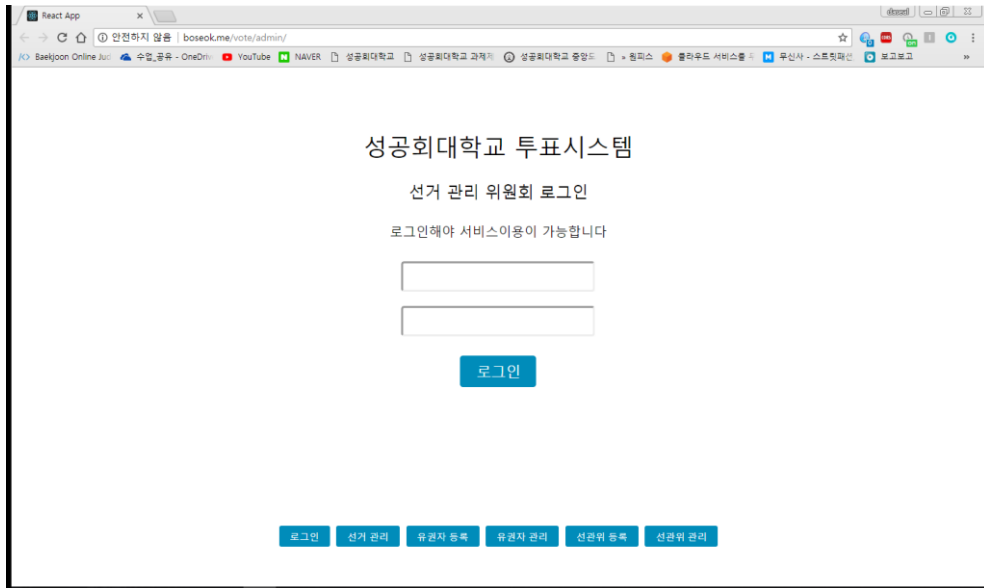 React App
안전하지 않음 | boseok.me/vote/admin/
Baekjoon Online Jud 수업_공유 - OneDriv YouTube NAVER 성공회대학교 성공회대학교 과제 성공회대학교 중앙도 » 원피스 클라우드 서비스를 무신사 - 스트릿패션 보고보고 »
성공회대학교 투표시스템
선거 관리 위원회 로그인
로그인해야 서비스이용이 가능합니다
로그인
로그인 선거 관리 유권자 등록 유권자 관리 선관위 등록 선관위 관리